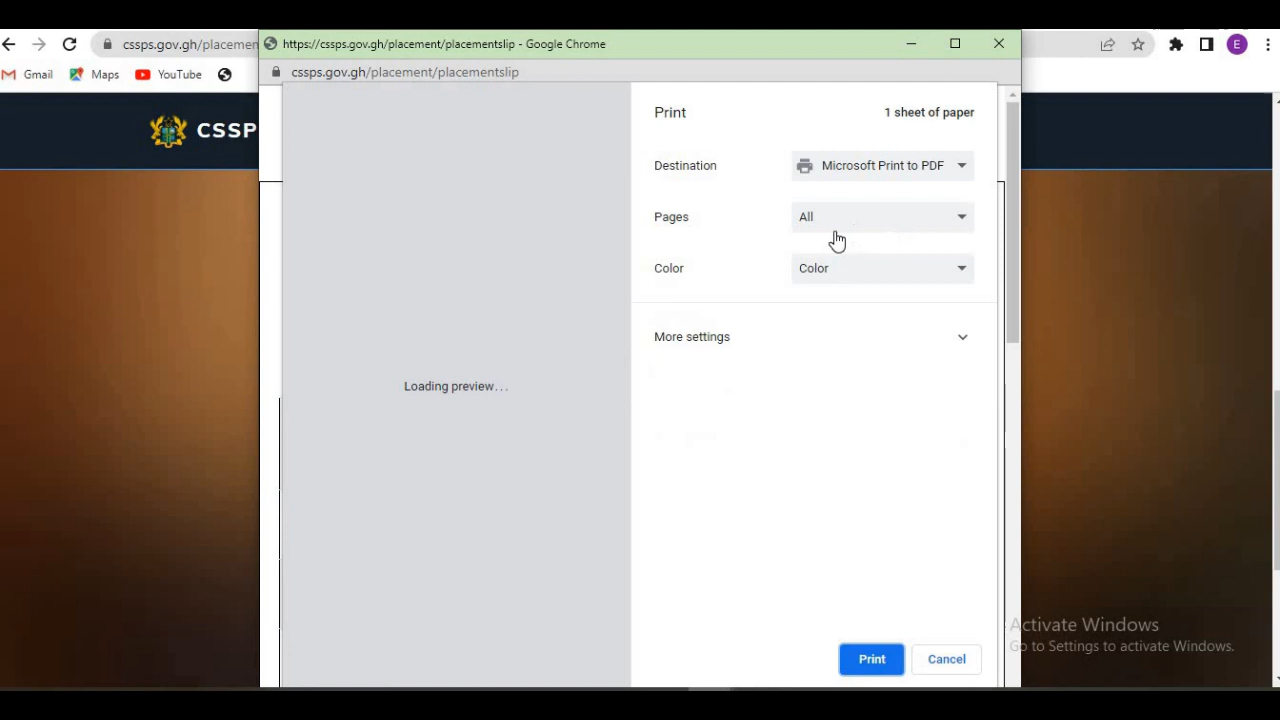 https://cssps.gov.gh/placement/placementslip - Google Chrome
cssps.gov.gh/placemen
E
cssps.gov.gh/placement/placementslip
Gmail
Maps
YouTube
CSSP
Print
1 sheet of paper
Destination
Microsoft Print to PDF
Pages
All
Color
Color
More settings
Loading preview...
Activate Windows
Go to Settings to activate Windows.
Print
Cancel